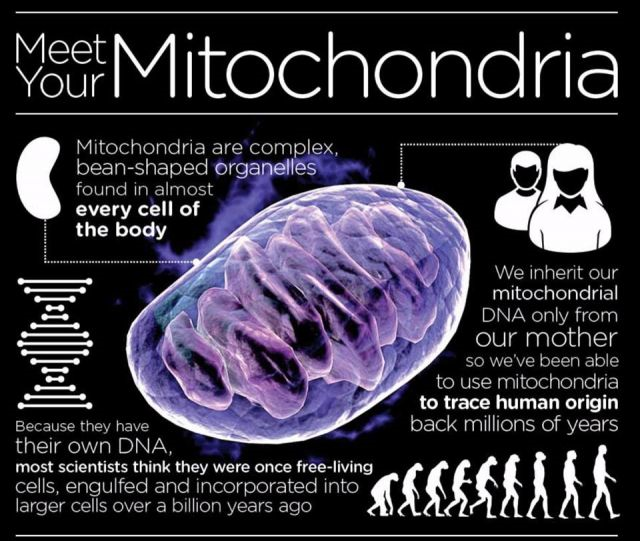 Meet
Your
Mitochondria
Mitochondria are complex,
bean-shaped organelles
found in almost
every cell of
the body
We inherit our
mitochondrial
DNA only from
our mother
so we've been able
to use mitochondria
to trace human origin
back millions of years
Because they have
their own DNA,
most scientists think they were once free-living
cells, engulfed and incorporated into
larger cells over a billion years ago